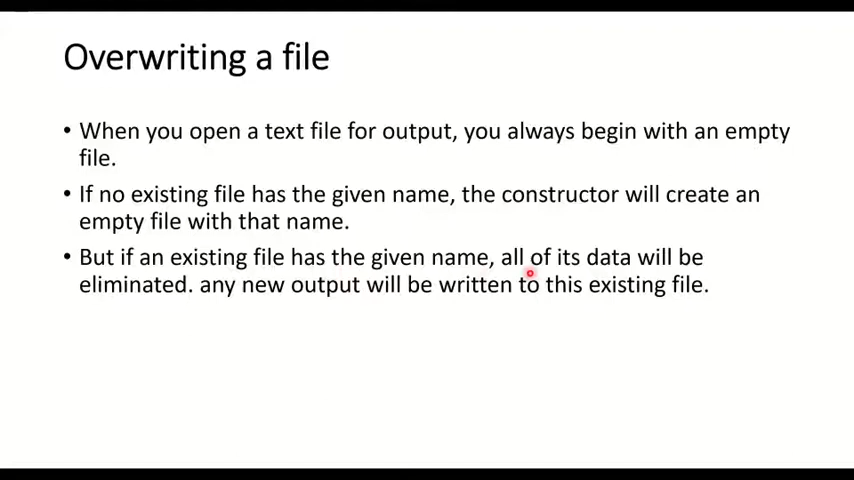 Overwriting a file
• When you open a text file for output, you always begin with an empty
file.
• If no existing file has the given name, the constructor will create an
empty file with that name.
• But if an existing file has the given name, all of its data will be
eliminated. any new output will be written to this existing file.